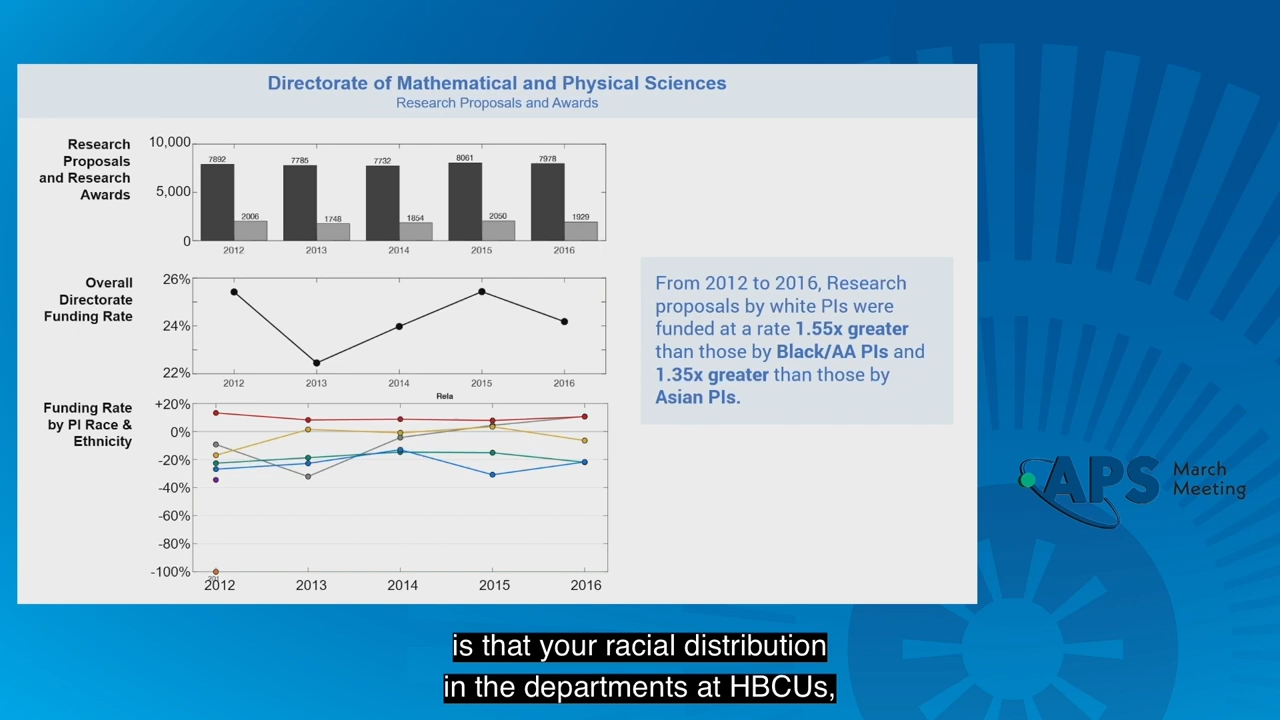 Directorate of Mathematical and Physical Sciences
Research Proposals and Awards
Research
Proposals
and Research
Awards
10,000
5,000
0
7892
2006
7785
1748
7732
1854
8061
2050
7978
1929
2012
2013
2014
2015
2016
Overall
Directorate
Funding Rate
26%
24%
22%
2012
2013
2014
2015
2016
Rela
Funding Rate
by PI Race &
Ethnicity
+20%
0%
-20%
-40%
-60%
-80%
-100%
201
2012
2013
2014
2015
2016
From 2012 to 2016, Research
proposals by white PIs were
funded at a rate 1.55x greater
than those by Black/AA PIs and
1.35x greater than those by
Asian PIs.
APS March
Meeting
is that your racial distribution
in the departments at HBCUs,